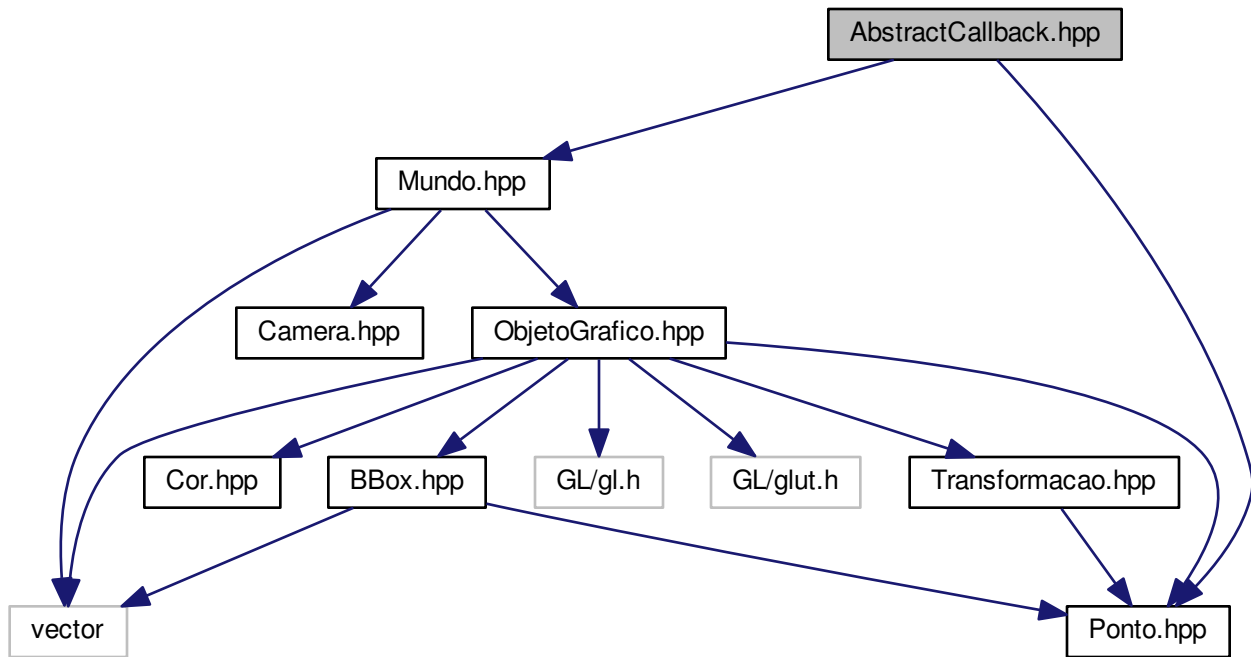 AbstractCallback.hpp
Mundo.hpp
Camera.hpp
ObjetoGrafico.hpp
Cor.hpp
BBox.hpp
GL/gl.h
GL/glut.h
Transformacao.hpp
vector
Ponto.hpp